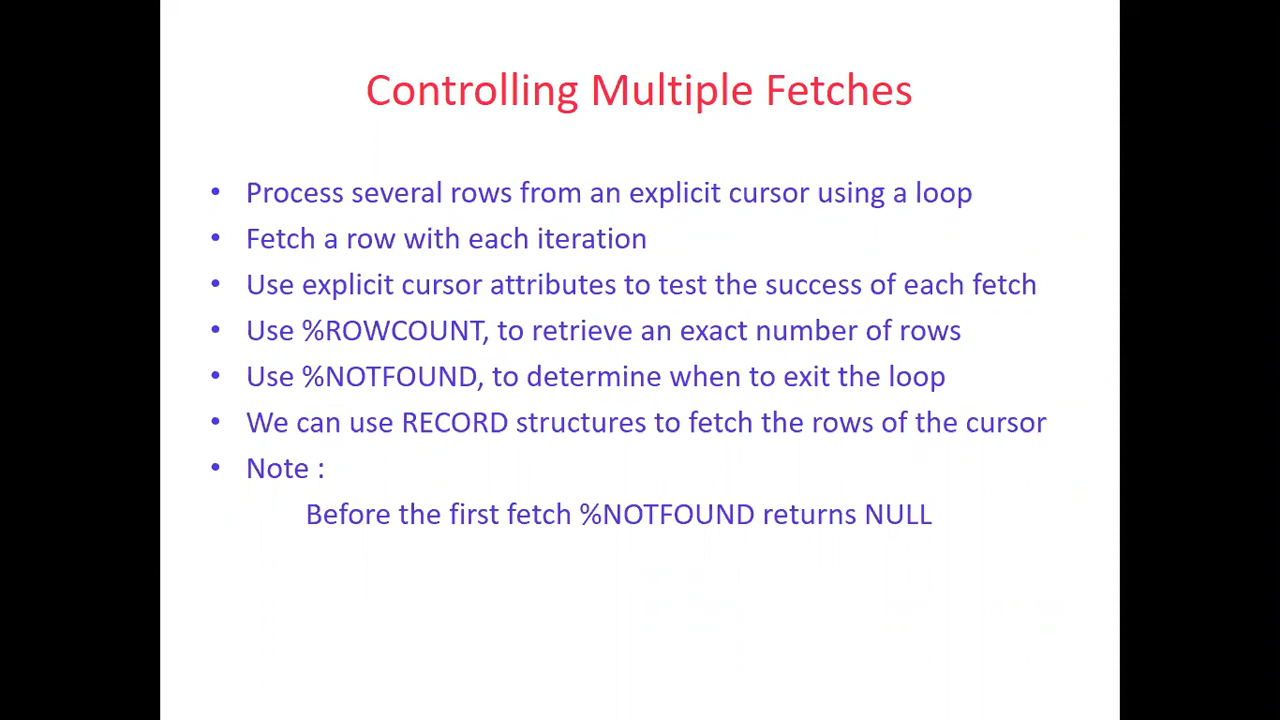 Controlling Multiple Fetches
• Process several rows from an explicit cursor using a loop
• Fetch a row with each iteration
• Use explicit cursor attributes to test the success of each fetch
• Use %ROWCOUNT, to retrieve an exact number of rows
• Use %NOTFOUND, to determine when to exit the loop
• We can use RECORD structures to fetch the rows of the cursor
• Note :
Before the first fetch %NOTFOUND returns NULL